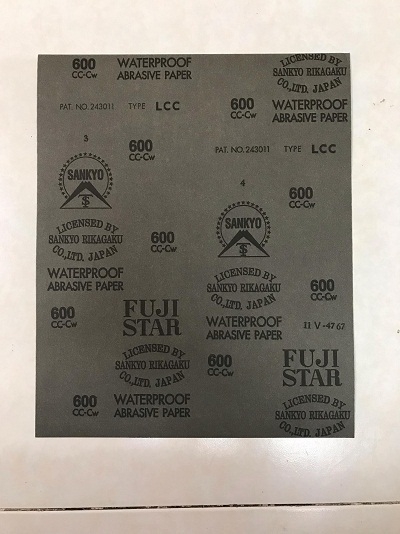 600
CC-Cw
WATERPROOF
ABRASIVE PAPER
LICENSED BY
SANKYO RIKAGAKU
CO.,LTD. JAPAN
PAT. NO. 243011 TYPE LCC
600
CC-Cw
WATERPROOF
ABRASIVE PAPER
3
600
CC-Cw
PAT. NO. 243011 TYPE LCC
SANKYO
S
4
600
CC-Cw
SANKYO
S
LICENSED BY
SANKYO RIKAGAKU
CO.,LTD. JAPAN
600
CC-Cw
WATERPROOF
ABRASIVE PAPER
LICENSED BY
SANKYO RIKAGAKU
CO.,LTD. JAPAN
600
CC-Cw
600
CC-Cw
FUJI
STAR
WATERPROOF
ABRASIVE PAPER
II V-4767
LICENSED BY
SANKYO RIKAGAKU
CO.,LTD. JAPAN
600
CC-Cw
FUJI
STAR
600
CC-Cw
WATERPROOF
ABRASIVE PAPER
LICENSED BY
SANKYO RIKAGAKU
CO.,LTD. JAPAN